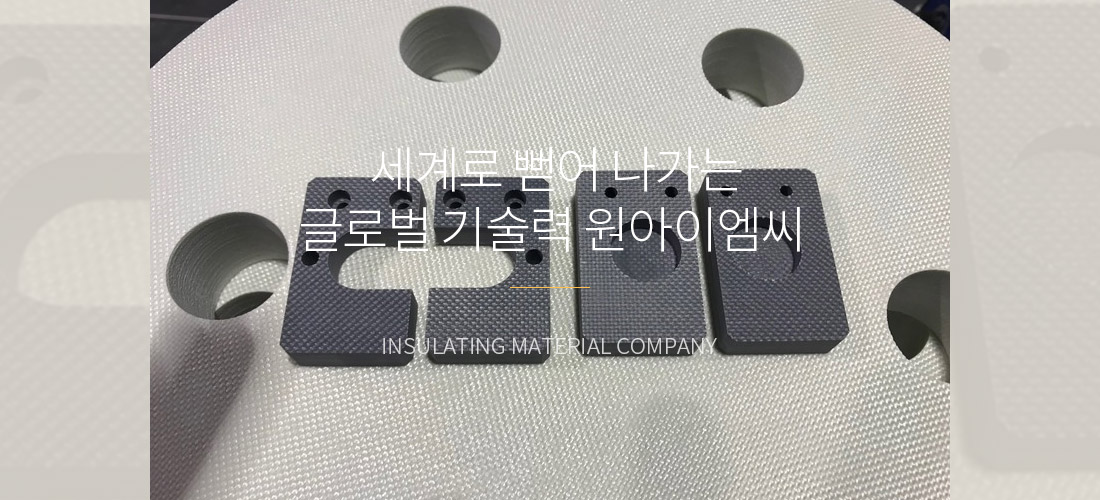 세계로 뻗어 나가는
글로벌 기술력 원아이엠씨
INSULATING MATERIAL COMPANY